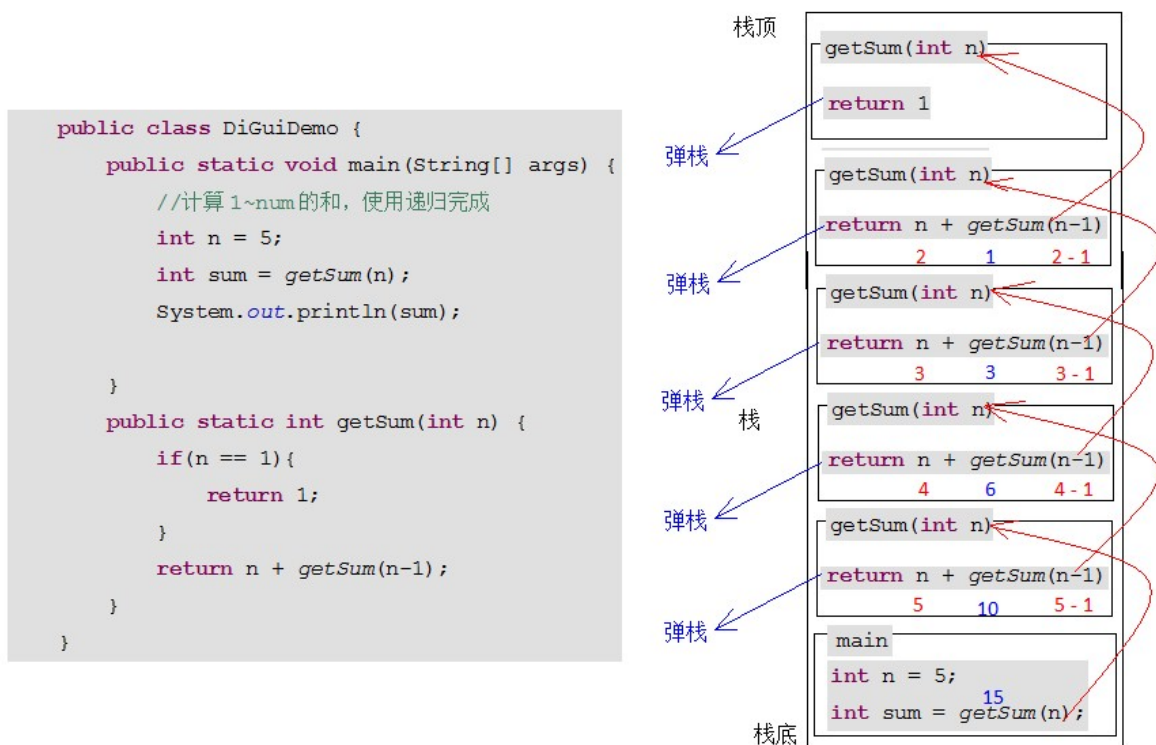 public class DiGuiDemo {
public static void main(String[] args) {
//计算1~num的和，使用递归完成
int n = 5;
int sum = getSum(n);
System.out.println(sum);
}
public static int getSum(int n) {
if(n == 1){
return 1;
}
return n + getSum(n-1);
}
}
栈顶
getSum(int n)
return 1
弹栈
getSum(int n)
return n + getSum(n-1)
2 1 2 - 1
弹栈
getSum(int n)
return n + getSum(n-1)
3 3 3 - 1
弹栈
栈
getSum(int n)
return n + getSum(n-1)
4 6 4 - 1
弹栈
getSum(int n)
return n + getSum(n-1)
5 10 5 - 1
弹栈
main
int n = 5;
15
int sum = getSum(n);
栈底